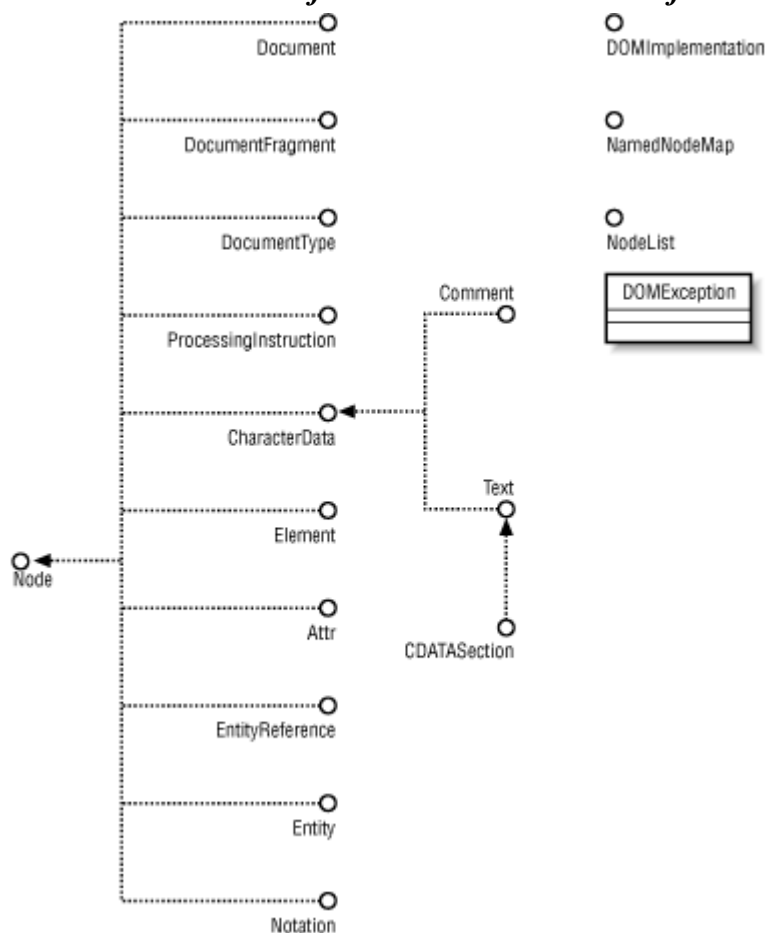 Document
DOMImplementation
DocumentFragment
NamedNodeMap
DocumentType
NodeList
DOMException
Comment
ProcessingInstruction
CharacterData
Text
Element
Node
Attr
CDATASection
EntityReference
Entity
Notation